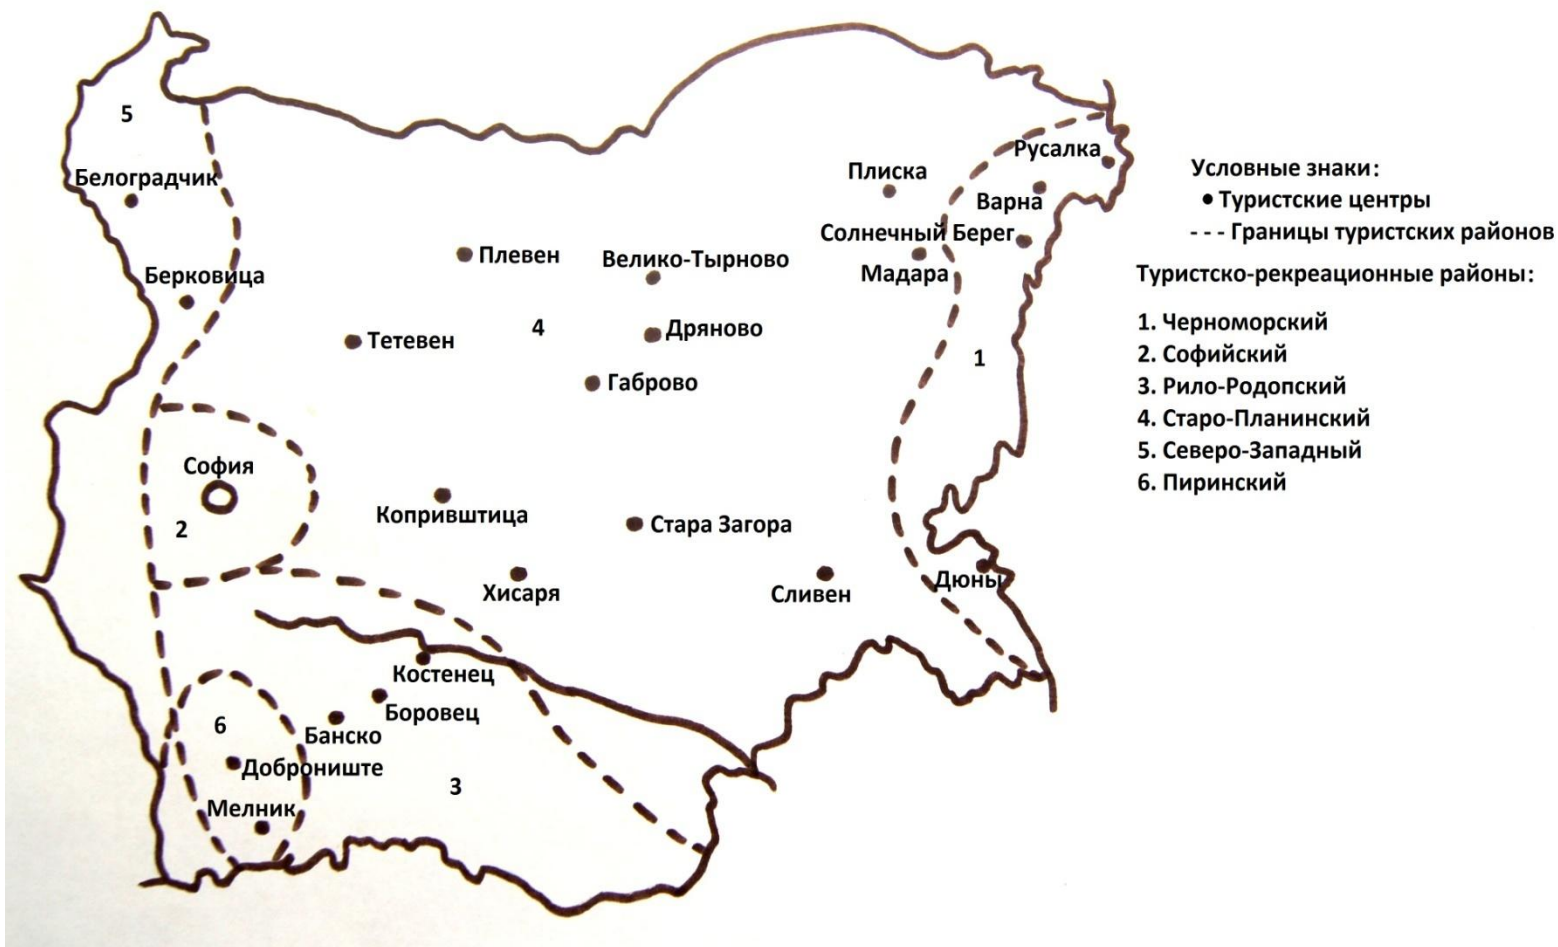 5
Белоградчик
Берковица
Плевен
Велико-Тырново
Тетевен
4
Дряново
Габрово
Плиска
Русалка
Варна
Солнечный Берег
Мадара
1
София
2
Копривштица
Стара Загора
Хисаря
Сливен
Дюны
Костенец
Боровец
Банско
6
Доброниште
Мелник
3
Условные знаки:
Туристские центры
--- Границы туристских районов
Туристско-рекреационные районы:
1. Черноморский
2. Софийский
3. Рило-Родопский
4. Старо-Планинский
5. Северо-Западный
6. Пиринский